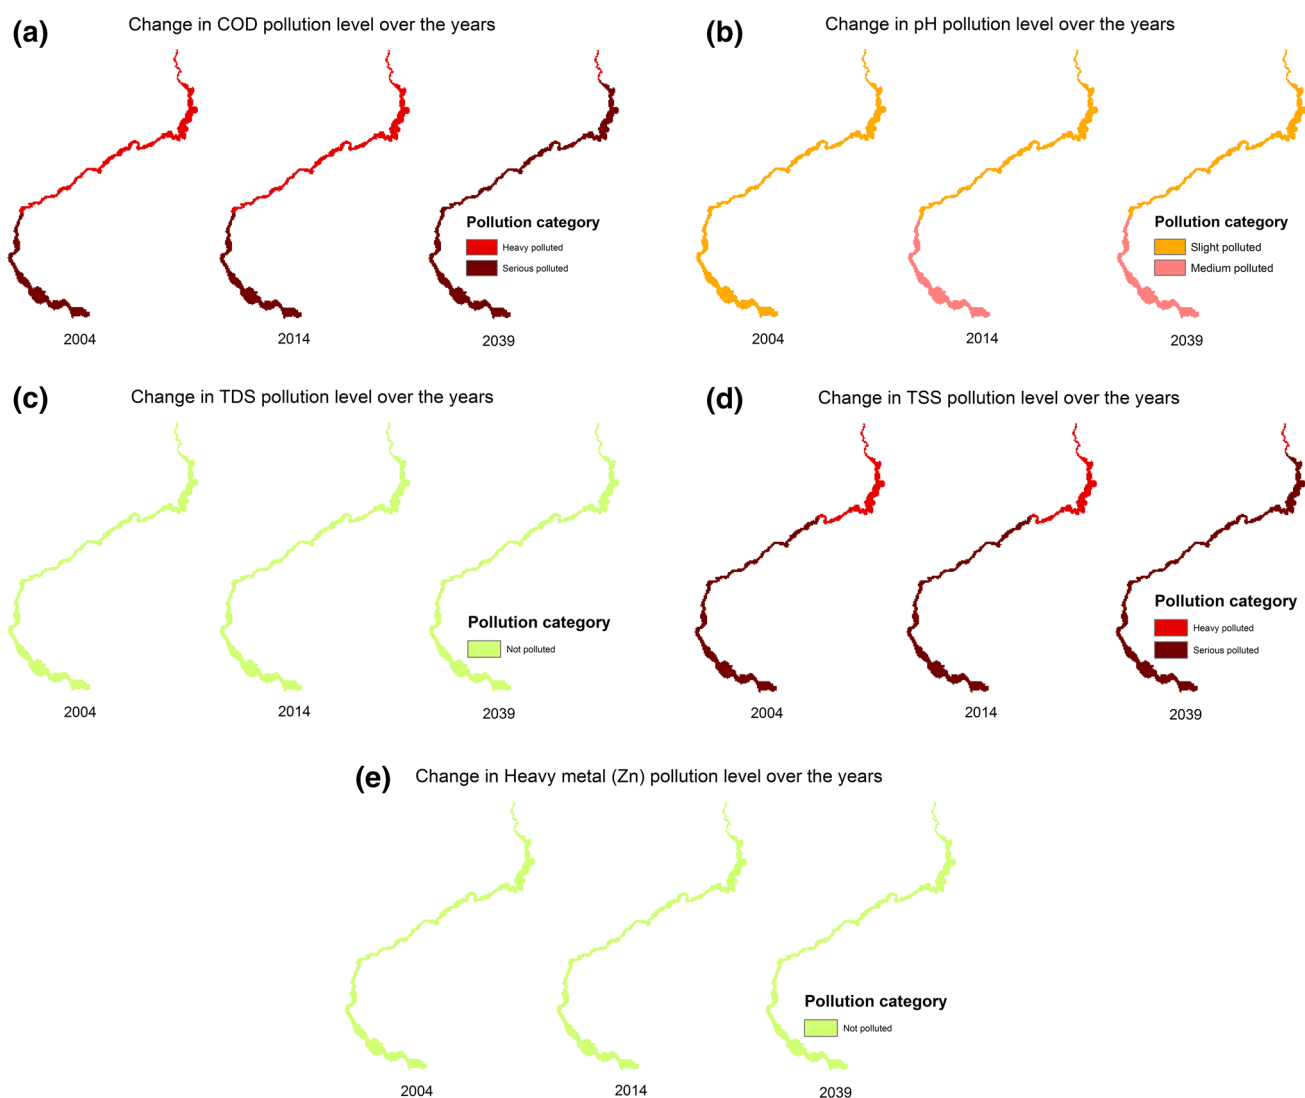 (a) Change in COD pollution level over the years
Pollution category
Heavy polluted
Serious polluted
2004 2014 2039
(b) Change in pH pollution level over the years
Pollution category
Slight polluted
Medium polluted
2004 2014 2039
(c) Change in TDS pollution level over the years
Pollution category
Not polluted
2004 2014 2039
(d) Change in TSS pollution level over the years
Pollution category
Heavy polluted
Serious polluted
2004 2014 2039
(e) Change in Heavy metal (Zn) pollution level over the years
Pollution category
Not polluted
2004 2014 2039